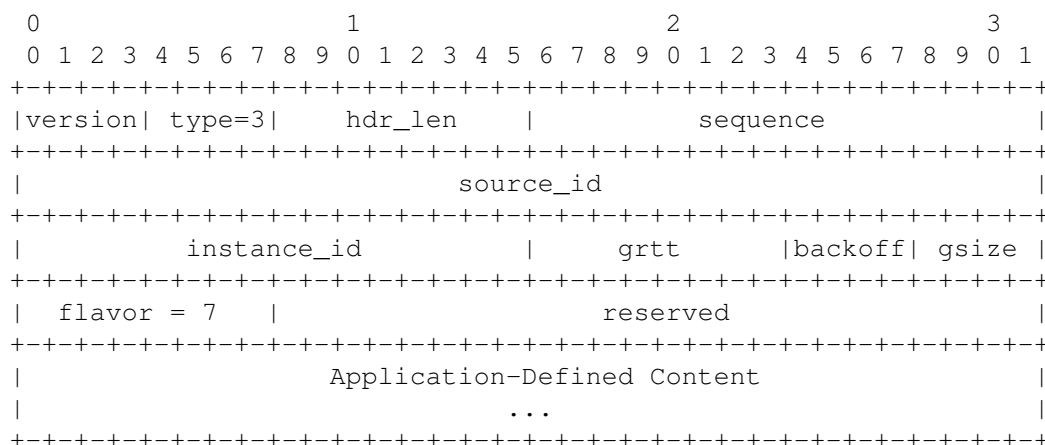 0                   1                   2                   3
 0 1 2 3 4 5 6 7 8 9 0 1 2 3 4 5 6 7 8 9 0 1 2 3 4 5 6 7 8 9 0 1
+-+-+-+-+-+-+-+-+-+-+-+-+-+-+-+-+-+-+-+-+-+-+-+-+-+-+-+-+-+-+-+-+
|version| type=3|    hdr_len    |          sequence             |
+-+-+-+-+-+-+-+-+-+-+-+-+-+-+-+-+-+-+-+-+-+-+-+-+-+-+-+-+-+-+-+-+
|                           source_id                           |
+-+-+-+-+-+-+-+-+-+-+-+-+-+-+-+-+-+-+-+-+-+-+-+-+-+-+-+-+-+-+-+-+
|          instance_id          |     grtt      |backoff| gsize |
+-+-+-+-+-+-+-+-+-+-+-+-+-+-+-+-+-+-+-+-+-+-+-+-+-+-+-+-+-+-+-+-+
|  flavor = 7   |                    reserved                   |
+-+-+-+-+-+-+-+-+-+-+-+-+-+-+-+-+-+-+-+-+-+-+-+-+-+-+-+-+-+-+-+-+
|                   Application-Defined Content                 |
|                              ...                              |
+-+-+-+-+-+-+-+-+-+-+-+-+-+-+-+-+-+-+-+-+-+-+-+-+-+-+-+-+-+-+-+-+